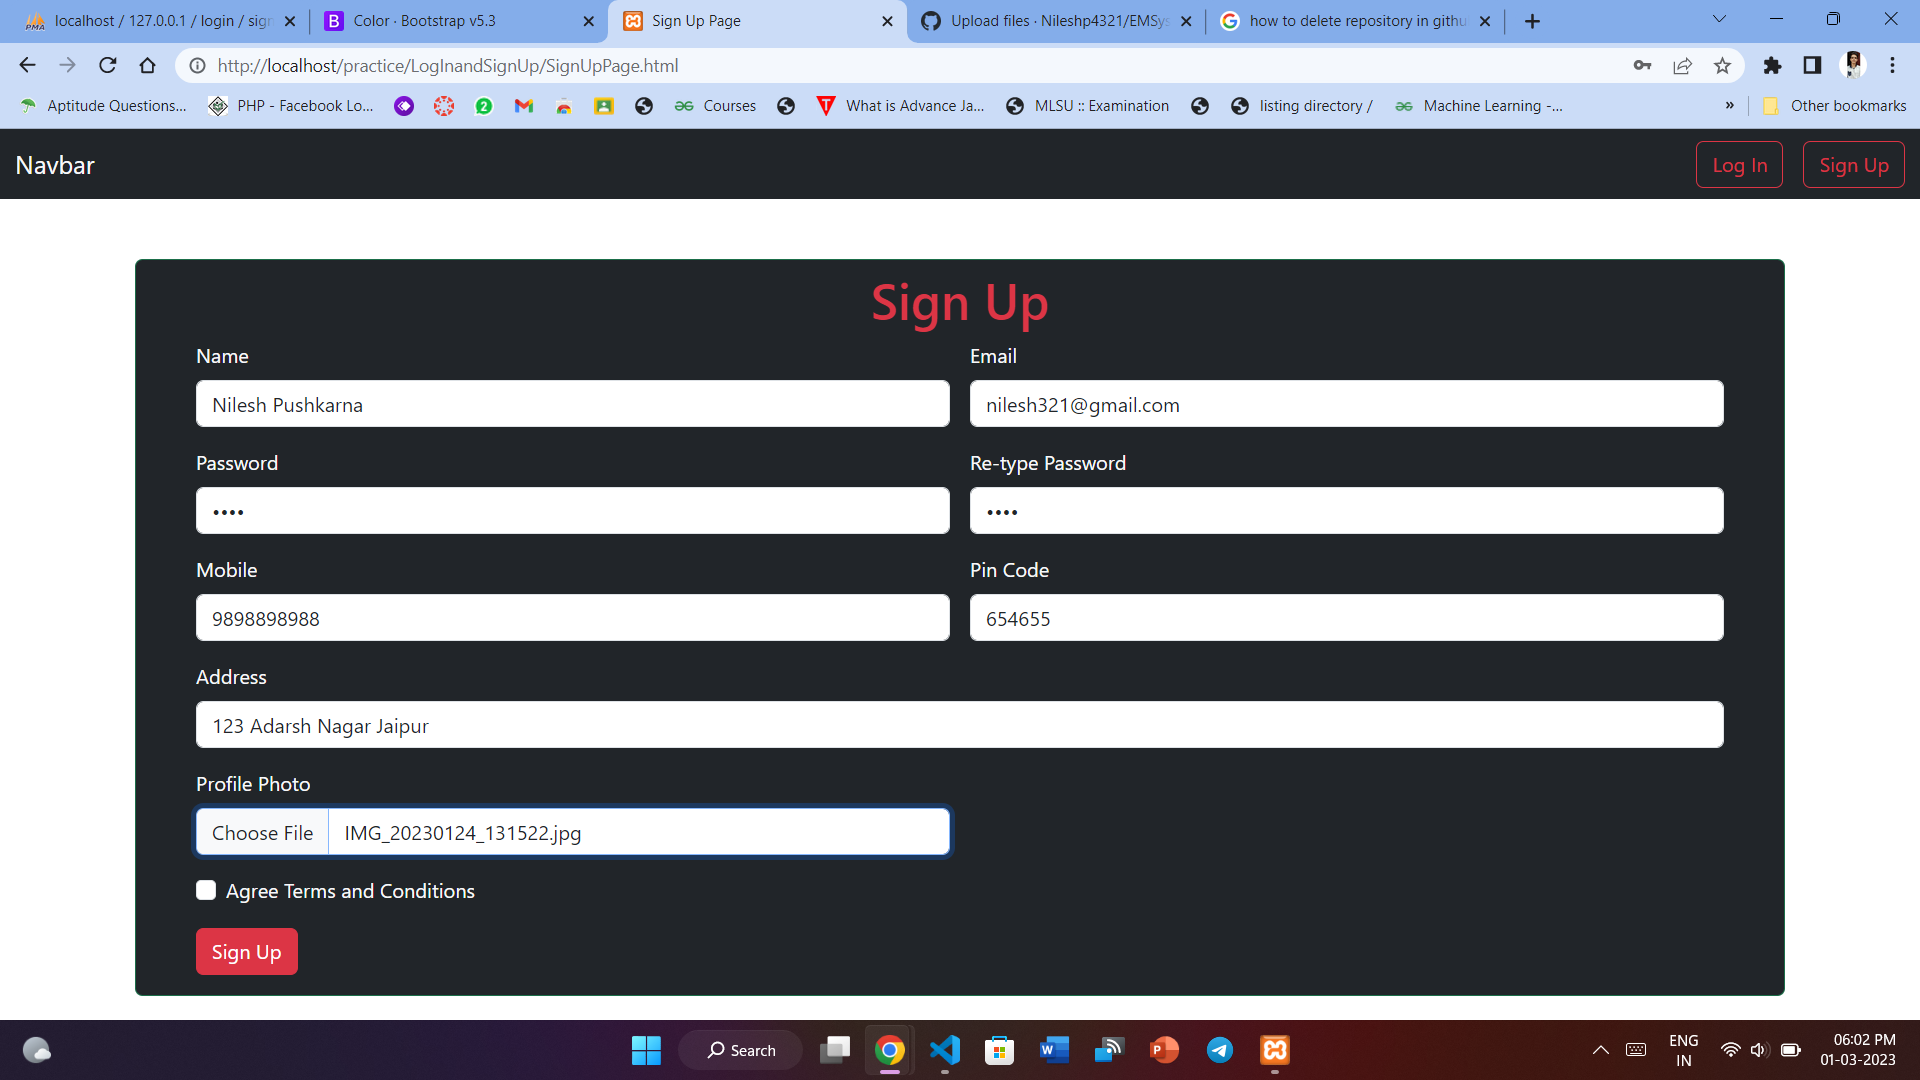 localhost / 127.0.0.1 / login / sign
Color · Bootstrap v5.3
Sign Up Page
Upload files · Nileshp4321/EMSys
how to delete repository in githu
http://localhost/practice/LogInandSignUp/SignUpPage.html
Aptitude Questions...
PHP - Facebook Lo...
Courses
What is Advance Ja...
MLSU :: Examination
listing directory /
Machine Learning -...
»
Other bookmarks
Navbar
Log In
Sign Up
Sign Up
Name
Email
Nilesh Pushkarna
nilesh321@gmail.com
Password
Re-type Password
••••
••••
Mobile
Pin Code
9898898988
654655
Address
123 Adarsh Nagar Jaipur
Profile Photo
Choose File
IMG_20230124_131522.jpg
Agree Terms and Conditions
Sign Up
Search
ENG
IN
06:02 PM
01-03-2023